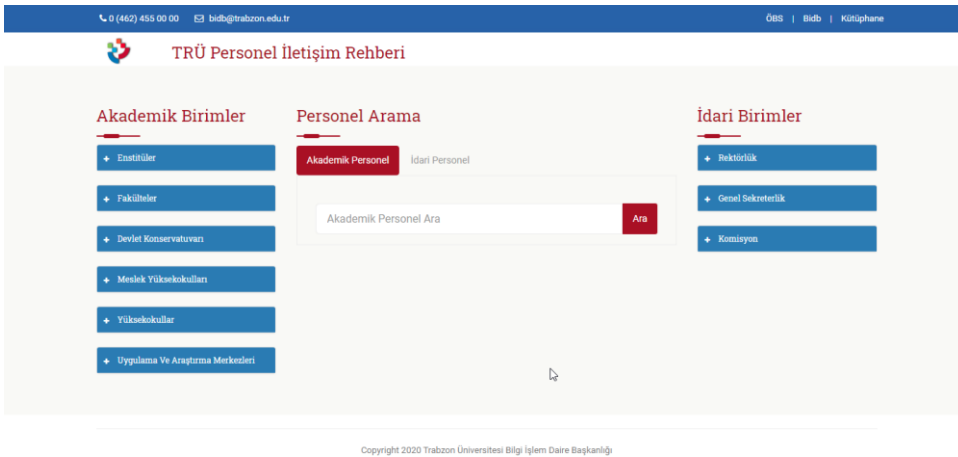 0 (462) 455 00 00 bidb@trabzon.edu.tr ÖBS | Bidb | Kütüphane
TRÜ Personel İletişim Rehberi
Akademik Birimler
Enstitüler
Fakülteler
Devlet Konservatuvarı
Meslek Yüksekokulları
Yüksekokullar
Uygulama Ve Araştırma Merkezleri
Personel Arama
Akademik Personel İdari Personel
Akademik Personel Ara Ara
İdari Birimler
Rektörlük
Genel Sekreterlik
Komisyon
Copyright 2020 Trabzon Üniversitesi Bilgi İşlem Daire Başkanlığı